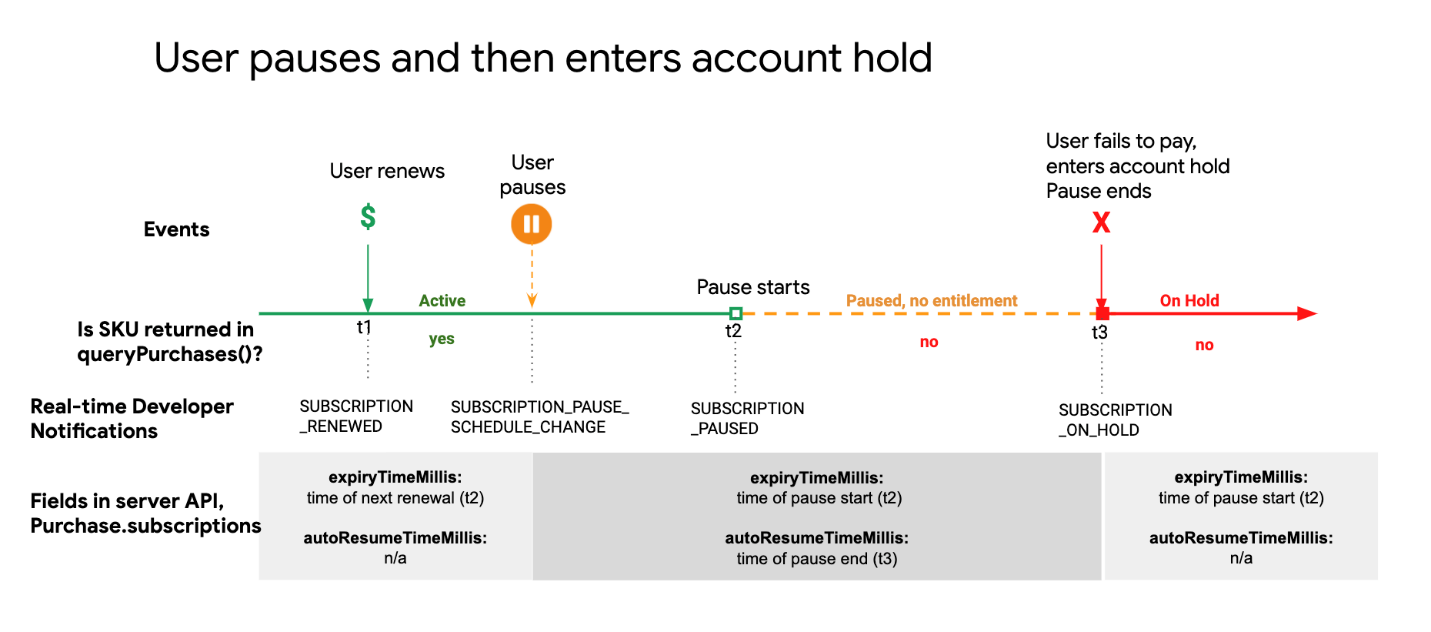 User pauses and then enters account hold
User fails to pay,
enters account hold
Pause ends
User renews
User
pauses
$
X
Events
Pause starts
Active
Paused, no entitlement
On Hold
t1
t2
t3
Is SKU returned in
queryPurchases()?
yes
no
no
Real-time Developer
Notifications
SUBSCRIPTION
_RENEWED
SUBSCRIPTION_PAUSE_
SCHEDULE_CHANGE
SUBSCRIPTION
_PAUSED
SUBSCRIPTION
_ON_HOLD
Fields in server API,
Purchase.subscriptions
expiryTimeMillis:
time of next renewal (t2)
autoResumeTimeMillis:
n/a
expiryTimeMillis:
time of pause start (t2)
autoResumeTimeMillis:
time of pause end (t3)
expiryTimeMillis:
time of pause start (t2)
autoResumeTimeMillis:
n/a